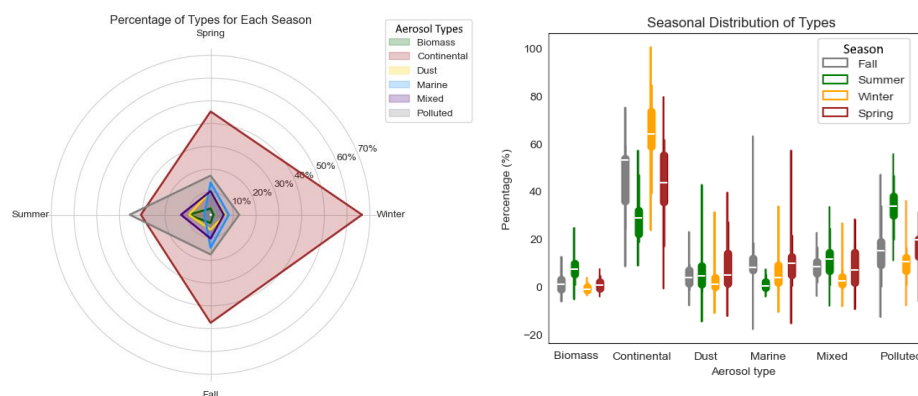 Percentage of Types for Each Season
Spring
Aerosol Types
Biomass
Continental
Dust
Marine
Mixed
Polluted
70%
60%
50%
40%
30%
20%
10%
Summer
Winter
Fall
Seasonal Distribution of Types
Season
Fall
Summer
Winter
Spring
Percentage (%)
100
80
60
40
20
0
−20
Biomass Continental Dust Marine Mixed Polluted
Aerosol type